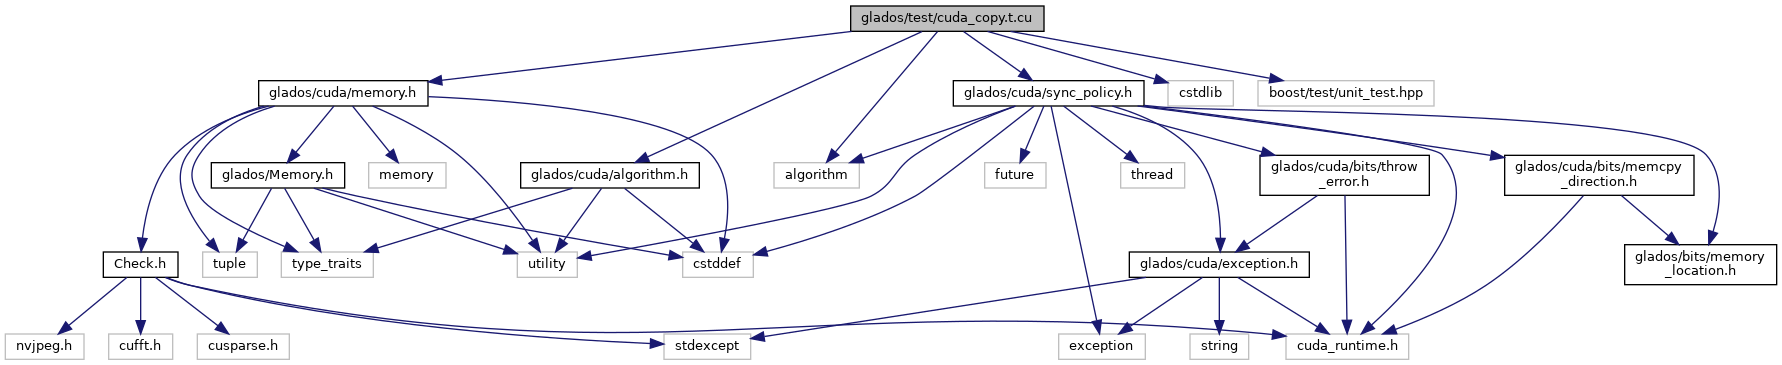 glados/test/cuda_copy.t.cu
glados/cuda/memory.h
glados/cuda/sync_policy.h
cstdlib
boost/test/unit_test.hpp
glados/Memory.h
memory
glados/cuda/algorithm.h
algorithm
future
thread
glados/cuda/bits/throw
_error.h
glados/cuda/bits/memcpy
_direction.h
Check.h
tuple
type_traits
utility
cstddef
glados/cuda/exception.h
glados/bits/memory
_location.h
nvjpeg.h
cufft.h
cusparse.h
stdexcept
exception
string
cuda_runtime.h